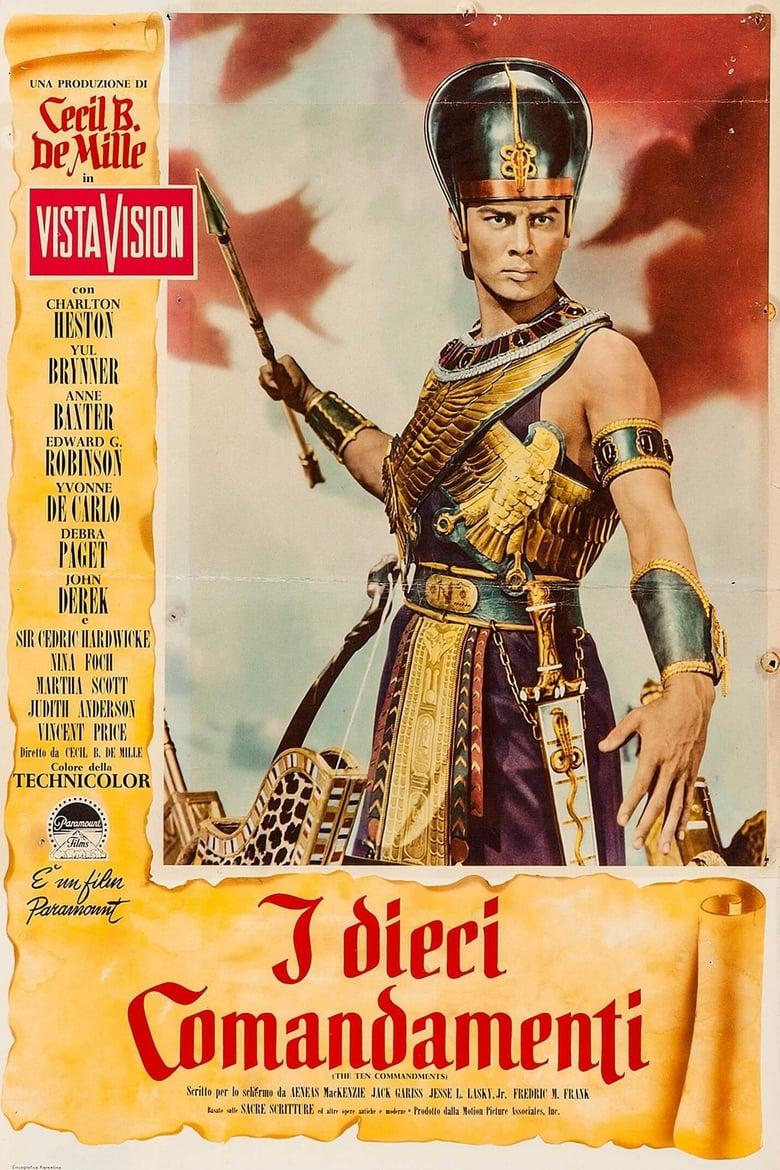 UNA PRODUZIONE DI
Cecil B.
DeMille
in
VISTAVISION
con
CHARLTON
HESTON
YUL
BRYNNER
ANNE
BAXTER
EDWARD G.
ROBINSON
YVONNE
DE CARLO
DEBRA
PAGET
JOHN
DEREK
e
SIR CEDRIC HARDWICKE
NINA FOCH
MARTHA SCOTT
JUDITH ANDERSON
VINCENT PRICE
Diretto da CECIL B. DE MILLE
Colore della
TECHNICOLOR
Paramount
Films
È un film
Paramount
I dieci
Comandamenti
(THE TEN COMMANDMENTS)
Scritto per lo schermo da AENEAS MacKENZIE JACK GARISS JESSE L. LASKY, Jr. FREDRIC M. FRANK
Basato sulle SACRE SCRITTURE ed altre opere antiche e moderne • Prodotto dalla Motion Picture Associates, Inc.
Zincografica Fiorentina